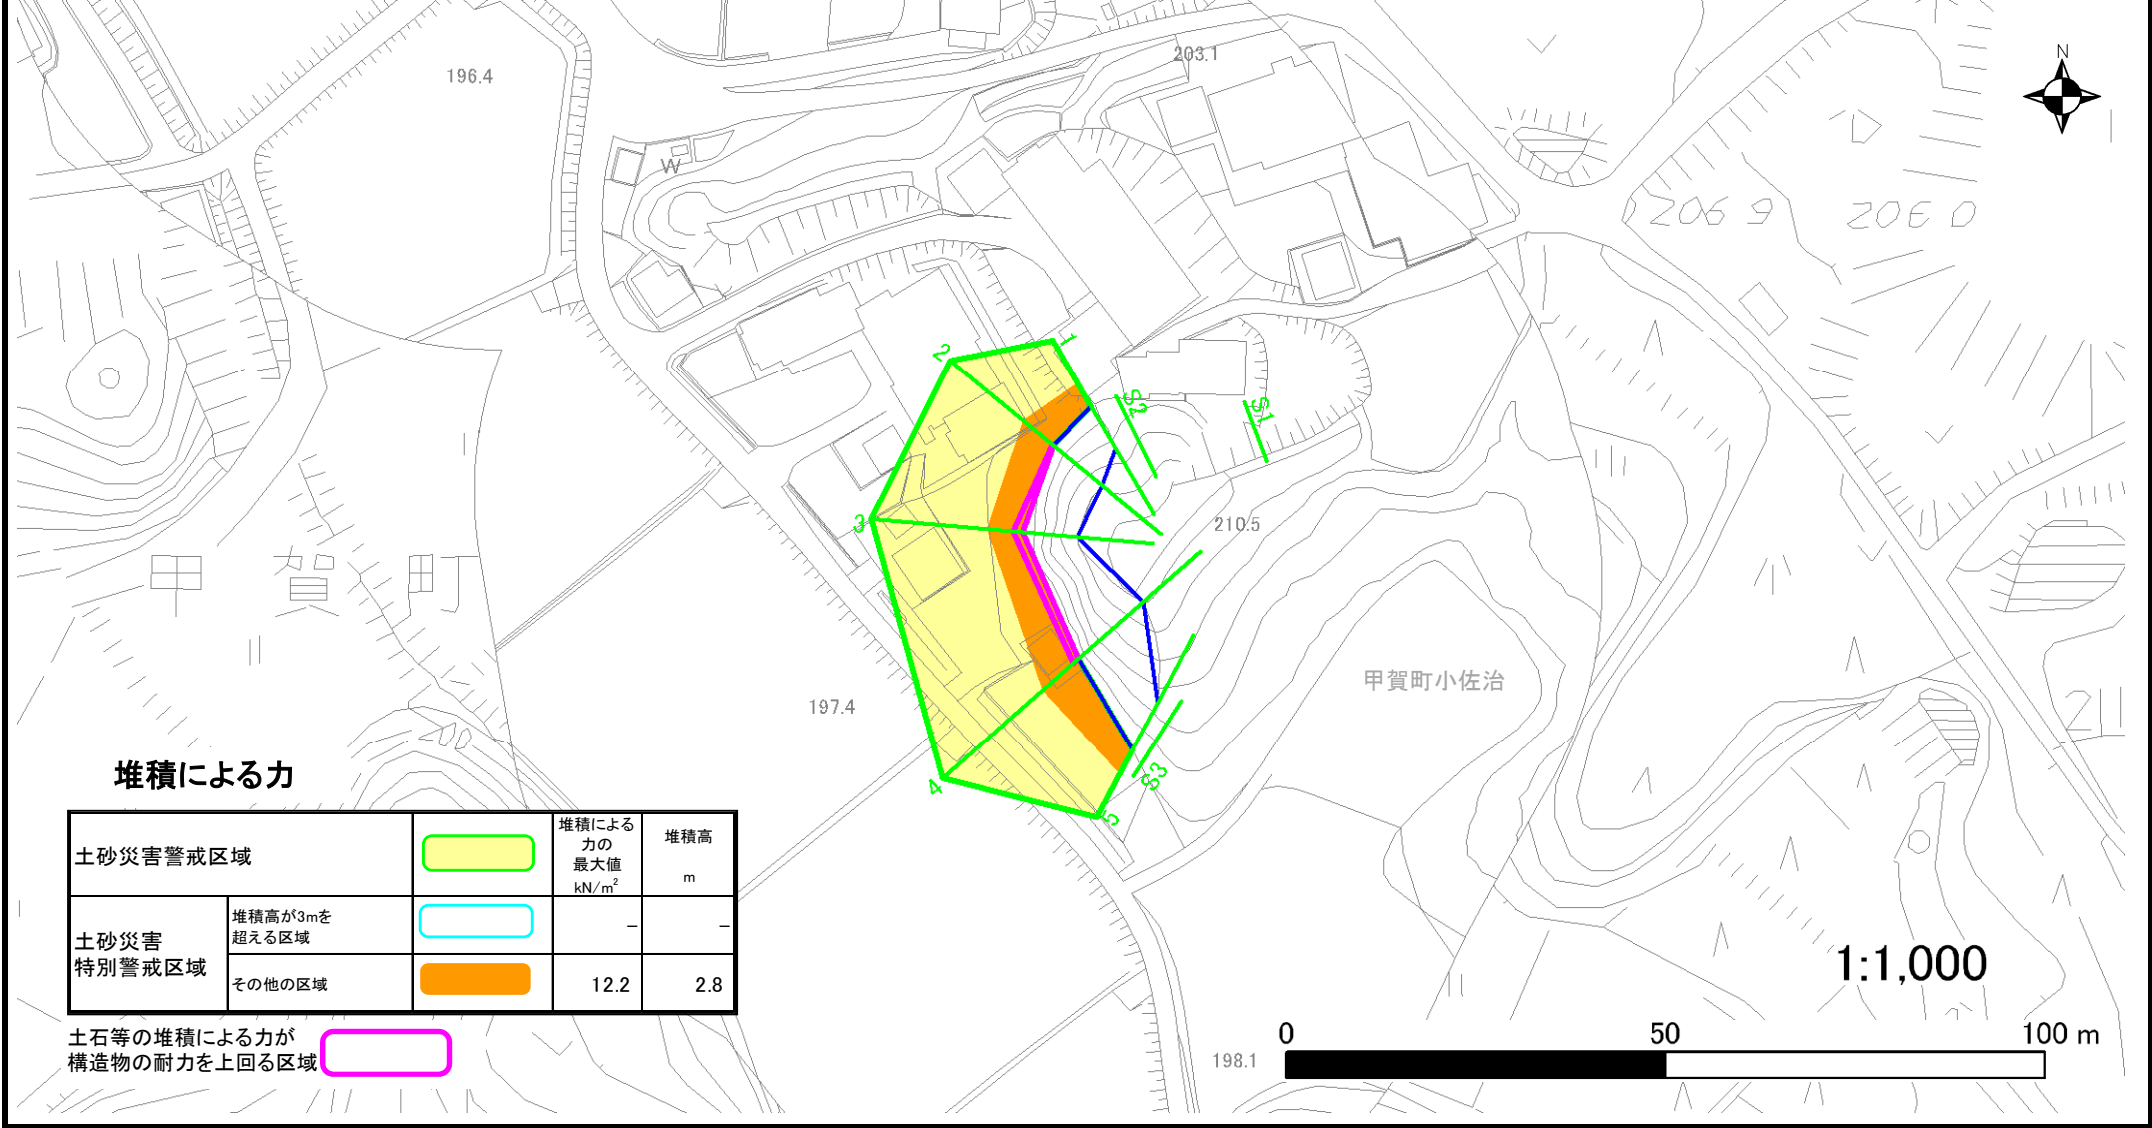 196.4
203.1
N
W
206.9
206.0
1
2
S2
S1
3
210.5
甲賀町小佐治
197.4
4
S3
5
堆積による力
土砂災害警戒区域
堆積による
力の
最大値
kN/m²
堆積高
m
土砂災害
特別警戒区域
堆積高が3mを
超える区域
–
–
その他の区域
12.2
2.8
土石等の堆積による力が
構造物の耐力を上回る区域
1:1,000
0
50
100 m
198.1